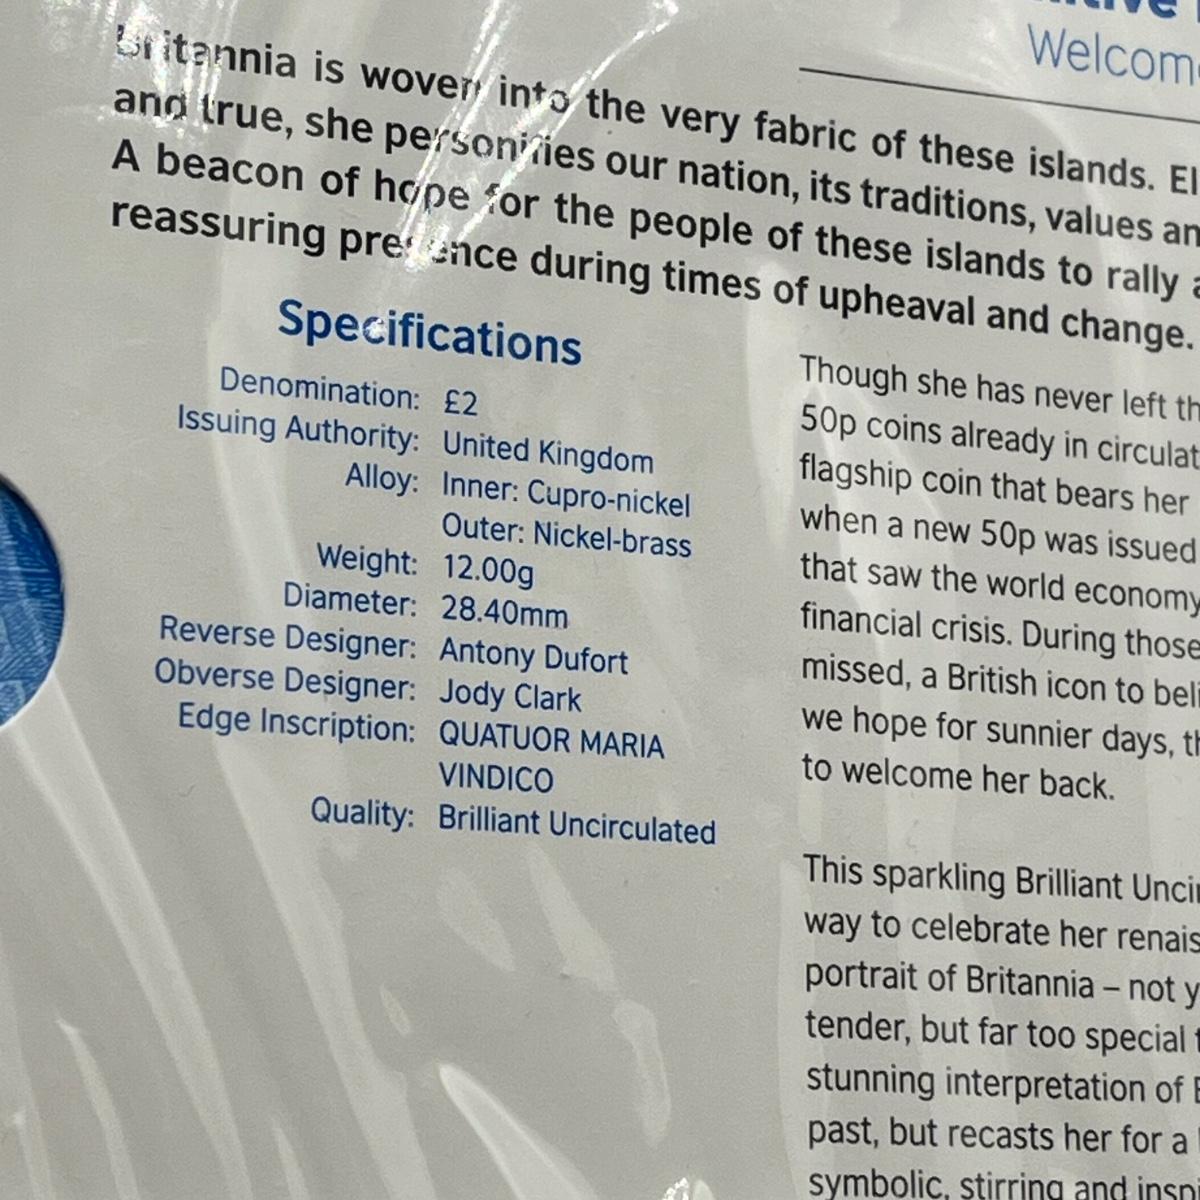 Welcom
Britannia is woven into the very fabric of these islands. El
and true, she personifies our nation, its traditions, values an
A beacon of hope for the people of these islands to rally a
reassuring presence during times of upheaval and change.
Specifications
Denomination: £2
Issuing Authority: United Kingdom
Alloy: Inner: Cupro-nickel
Outer: Nickel-brass
Weight: 12.00g
Diameter: 28.40mm
Reverse Designer: Antony Dufort
Obverse Designer: Jody Clark
Edge Inscription: QUATUOR MARIA
VINDICO
Quality: Brilliant Uncirculated
Though she has never left th
50p coins already in circulat
flagship coin that bears her
when a new 50p was issued
that saw the world economy
financial crisis. During those
missed, a British icon to beli
we hope for sunnier days, th
to welcome her back.
This sparkling Brilliant Uncir
way to celebrate her renais
portrait of Britannia – not y
tender, but far too special f
stunning interpretation of B
past, but recasts her for a
symbolic, stirring and inspi